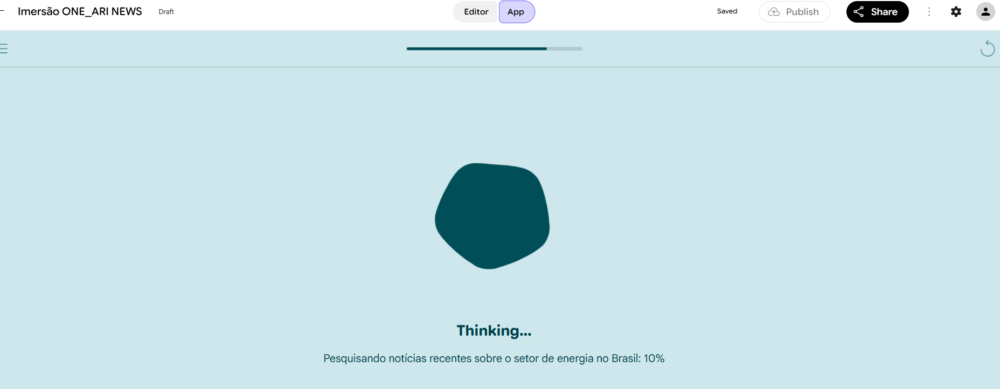 Imersão ONE_ARI NEWS Draft Editor App Saved Publish Share
Thinking...
Pesquisando notícias recentes sobre o setor de energia no Brasil: 10%